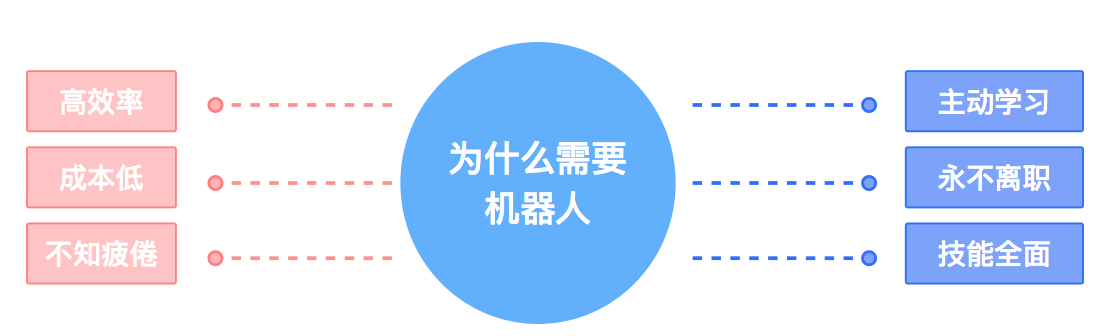 高效率
成本低
不知疲倦
为什么需要
机器人
主动学习
永不离职
技能全面